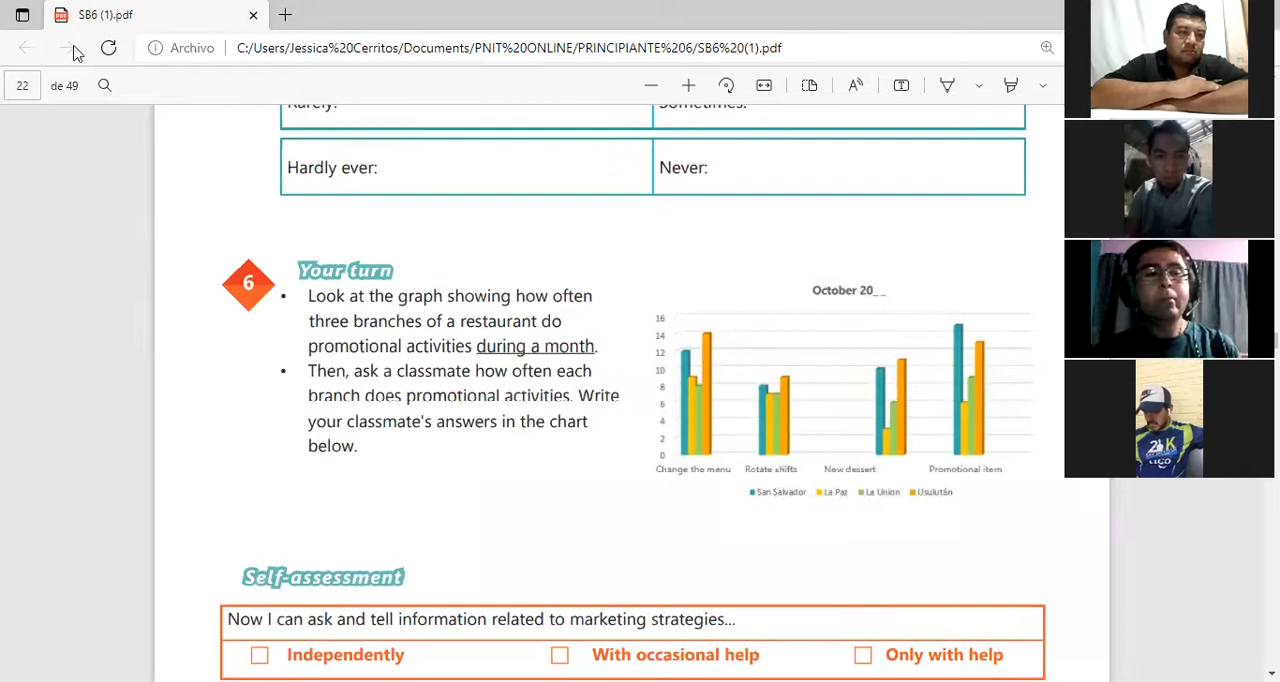 SB6 (1).pdf
Archivo
C:/Users/Jessica%20Cerritos/Documents/PNIT%20ONLINE/PRINCIPIANTE%206/SB6%20(1).pdf
22 de 49
Rarely: Sometimes:
Hardly ever: Never:
6
Your turn
• Look at the graph showing how often
three branches of a restaurant do
promotional activities during a month.
• Then, ask a classmate how often each
branch does promotional activities. Write
your classmate's answers in the chart
below.
October 20_ _
16
14
12
10
8
6
4
2
0
Change the menu Rotate shifts New dessert Promotional item
San Salvador La Paz La Union Usulután
Self-assessment
Now I can ask and tell information related to marketing strategies...
Independently With occasional help Only with help